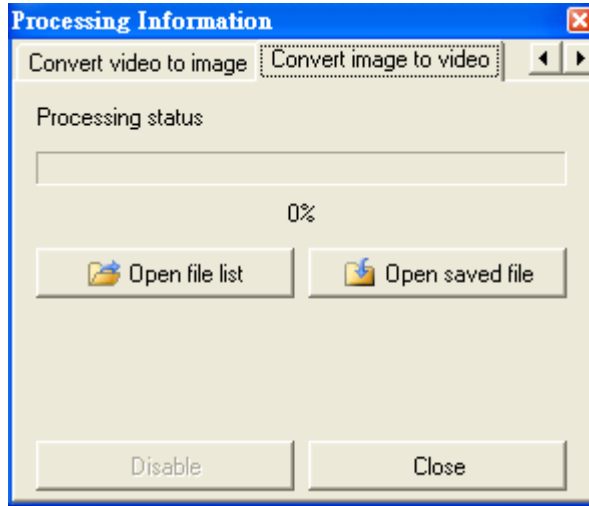 Processing Information
Convert video to image Convert image to video
Processing status
0%
Open file list Open saved file
Disable Close